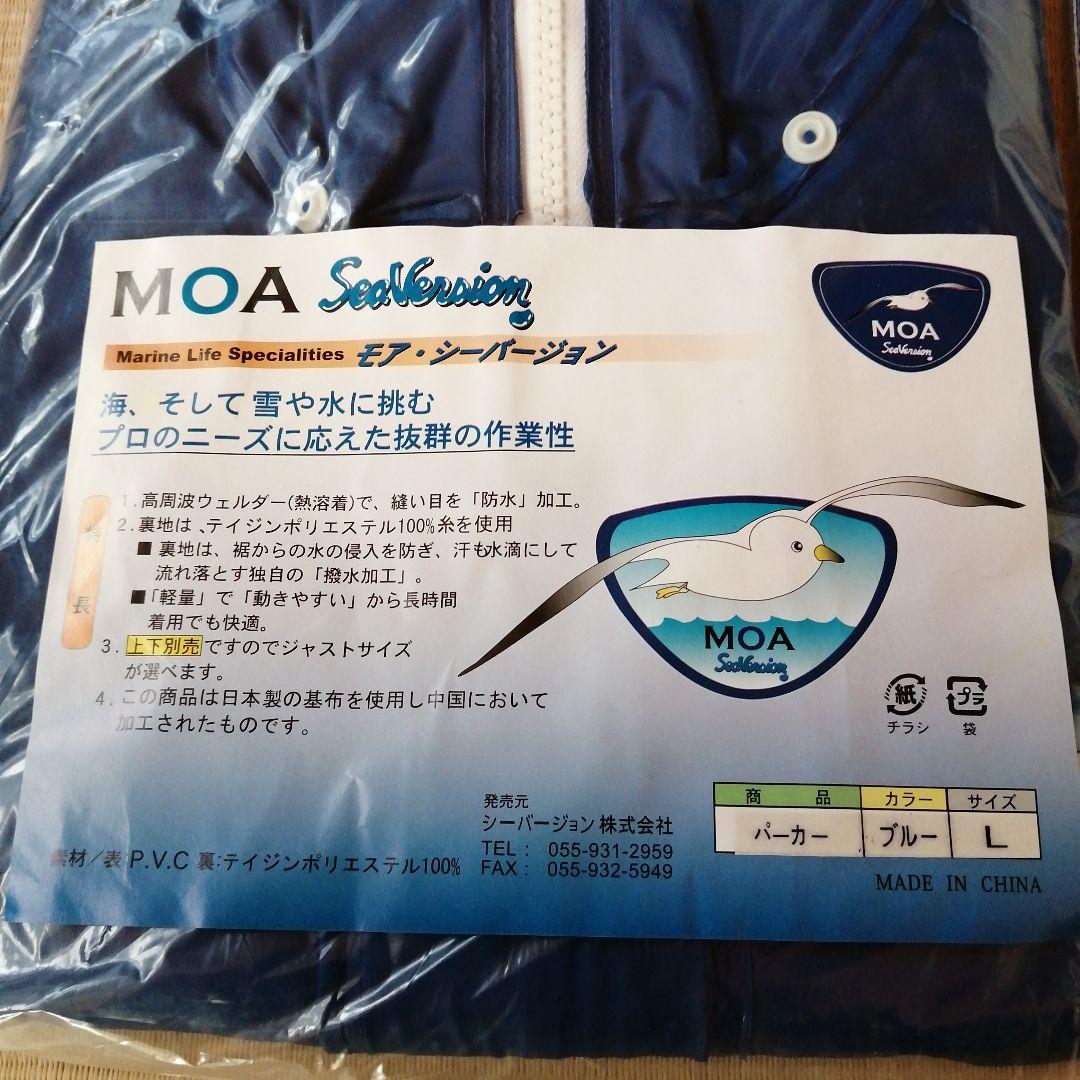 MOA SeaVersion
Marine Life Specialities モア・シーバージョン
MOA
SeaVersion
海、そして雪や水に挑む
プロのニーズに応えた抜群の作業性
特長
1.高周波ウェルダー(熱溶着)で、縫い目を「防水」加工。
2.裏地は、テイジンポリエステル100%糸を使用
■裏地は、裾からの水の侵入を防ぎ、汗も水滴にして
流れ落とす独自の「撥水加工」。
■「軽量」で「動きやすい」から長時間
着用でも快適。
3.上下別売ですのでジャストサイズ
が選べます。
4.この商品は日本製の基布を使用し中国において
加工されたものです。
MOA
SeaVersion
紙 プラ
チラシ 袋
素材/表:P.V.C 裏:テイジンポリエステル100%
発売元
シーバージョン株式会社
TEL: 055-931-2959
FAX: 055-932-5949
商品 カラー サイズ
パーカー ブルー L
MADE IN CHINA